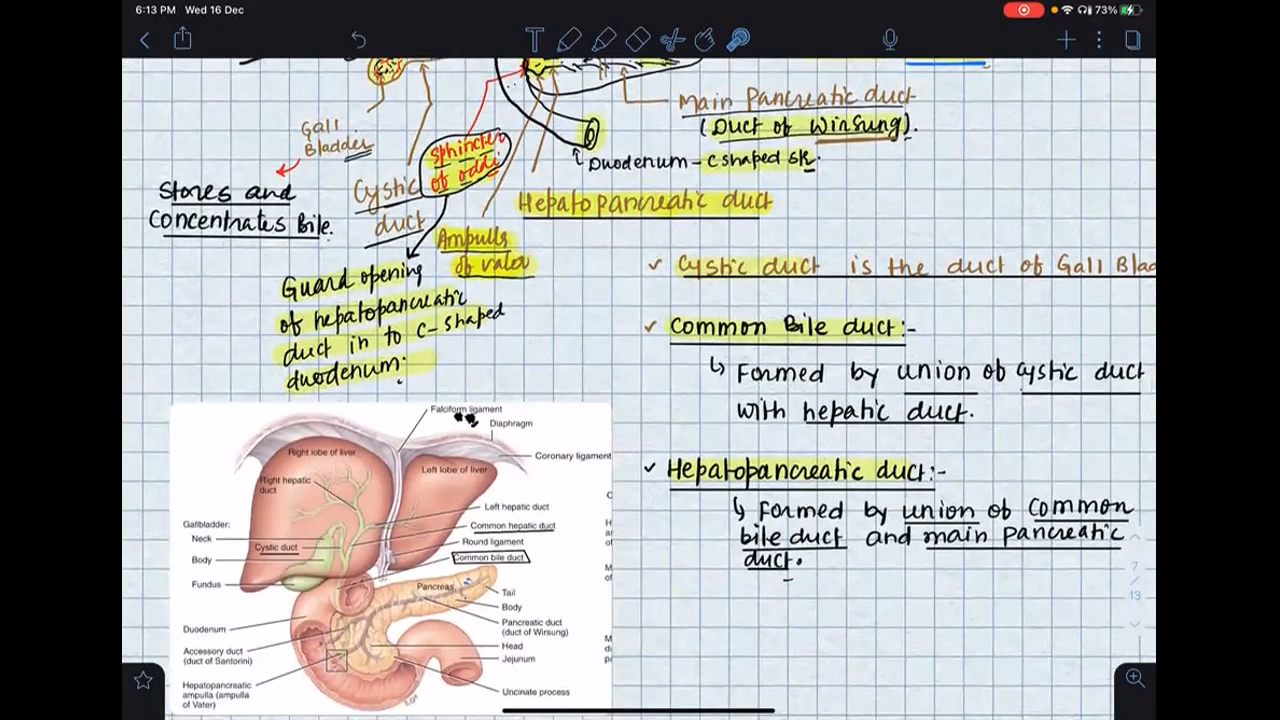 6:13 PM Wed 16 Dec
73%
Main Pancreatic duct
(Duct of Winsung).
Gall
Bladder
Duodenum - C shaped SK.
Sphincter
of oddi
Stores and
Concentrates Bile.
Cystic
duct
Hepatopancreatic duct
Ampulls
of vater
Guard opening
of hepatopancreatic
duct in to C-shaped
duodenum.
✓ Cystic duct is the duct of Gall Blad
✓ Common Bile duct:-
↳ Formed by union of cystic duct
with hepatic duct.
✓ Hepatopancreatic duct:-
↳ Formed by union of Common
bile duct and main pancreatic
duct.
Falciform ligament
Diaphragm
Coronary ligament
Right lobe of liver
Left lobe of liver
Right hepatic
duct
Left hepatic duct
Common hepatic duct
Round ligament
Common bile duct
Gallbladder:
Neck
Cystic duct
Body
Fundus
Pancreas
Tail
Body
Pancreatic duct
(duct of Wirsung)
Head
Jejunum
Uncinate process
Duodenum
Accessory duct
(duct of Santorini)
Hepatopancreatic
ampulla (ampulla
of Vater)
7
/
13